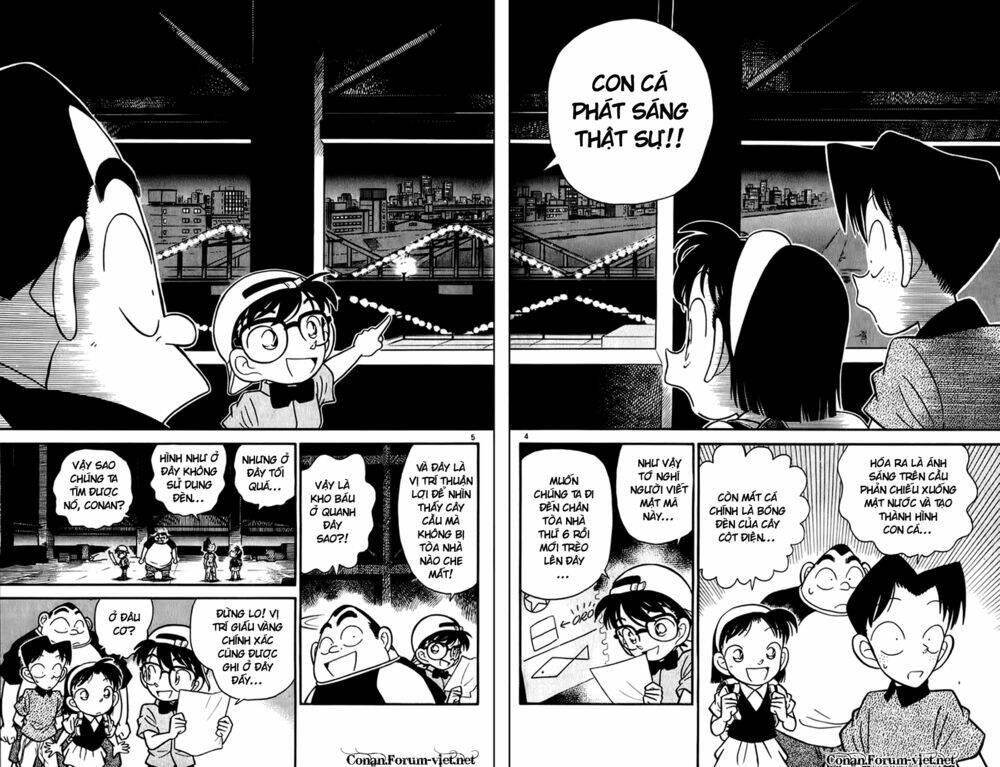 CON CÁ
PHÁT SÁNG
THẬT SỰ!!
HÓA RA LÀ ÁNH
SÁNG TRÊN CẦU
PHẢN CHIẾU XUỐNG
MẶT NƯỚC VÀ TẠO
THÀNH HÌNH
CON CÁ...
CÒN MẮT CÁ
CHÍNH LÀ BÓNG
ĐÈN CỦA CÂY
CỘT ĐIỆN...
NHƯ VẬY
TỚ NGHĨ
NGƯỜI VIẾT
MẬT MÃ
NÀY...
MUỐN
CHÚNG TA ĐI
ĐẾN CHÂN
TÒA NHÀ
THỨ 6 RỒI
MỚI TRÈO
LÊN ĐÂY
...
←ORO
4
Conan.Forum-viet.net
5
VÀ ĐÂY LÀ
VỊ TRÍ THUẬN
LỢI ĐỂ NHÌN
THẤY CÂY
CẦU MÀ
KHÔNG BỊ
TÒA NHÀ
NÀO CHE
MẤT!
VẬY LÀ
KHO BÁU
Ở QUANH
ĐÂY
SAO?!
NHƯNG Ở
ĐÂY TỐI
QUÁ...
HÌNH NHƯ Ở
ĐÂY KHÔNG
SỬ DỤNG
ĐÈN...
VẬY SAO
CHÚNG TA
TÌM ĐƯỢC
NÓ, CONAN?
ĐỪNG LO! VỊ
TRÍ GIẤU VÀNG
CHÍNH XÁC
CŨNG ĐƯỢC
GHI Ở ĐÂY
ĐẤY...
Ở ĐÂU
CƠ?
Conan.Forum-viet.net